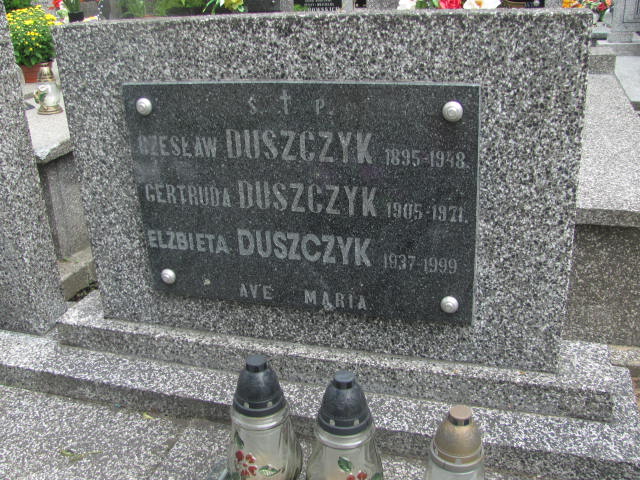 Ś † P.
CZESŁAW DUSZCZYK 1895-1948.
GERTRUDA DUSZCZYK 1905-1971.
ELŻBIETA DUSZCZYK 1937-1999
AVE MARIA